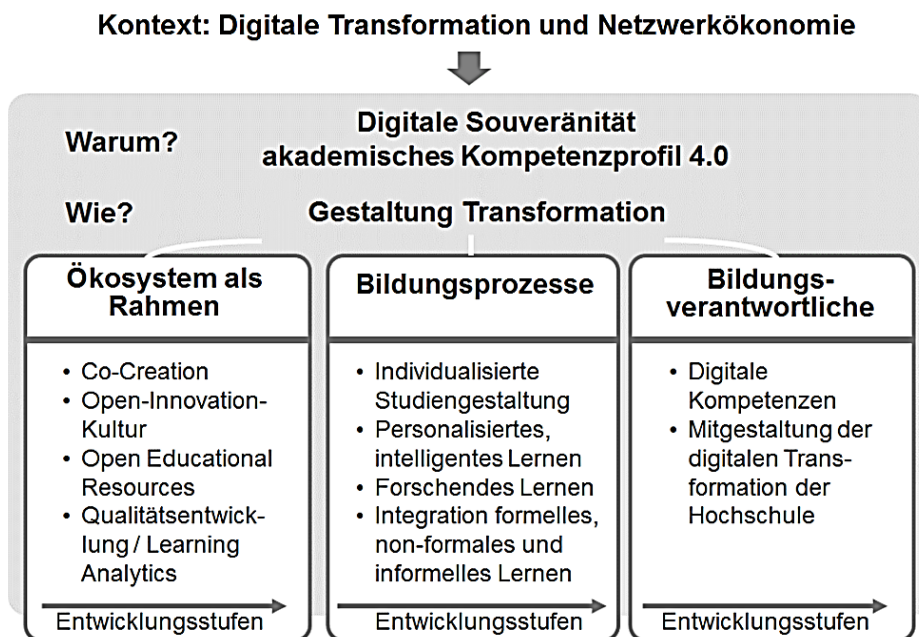 Kontext: Digitale Transformation und Netzwerkökonomie
Warum?
Digitale Souveränität
akademisches Kompetenzprofil 4.0
Wie?
Gestaltung Transformation
Ökosystem als
Rahmen
• Co-Creation
• Open-Innovation-
Kultur
• Open Educational
Resources
• Qualitätsentwick-
lung / Learning
Analytics
Entwicklungsstufen
Bildungsprozesse
• Individualisierte
Studiengestaltung
• Personalisiertes,
intelligentes Lernen
• Forschendes Lernen
• Integration formelles,
non-formales und
informelles Lernen
Entwicklungsstufen
Bildungs-
verantwortliche
• Digitale
Kompetenzen
• Mitgestaltung der
digitalen Trans-
formation der
Hochschule
Entwicklungsstufen